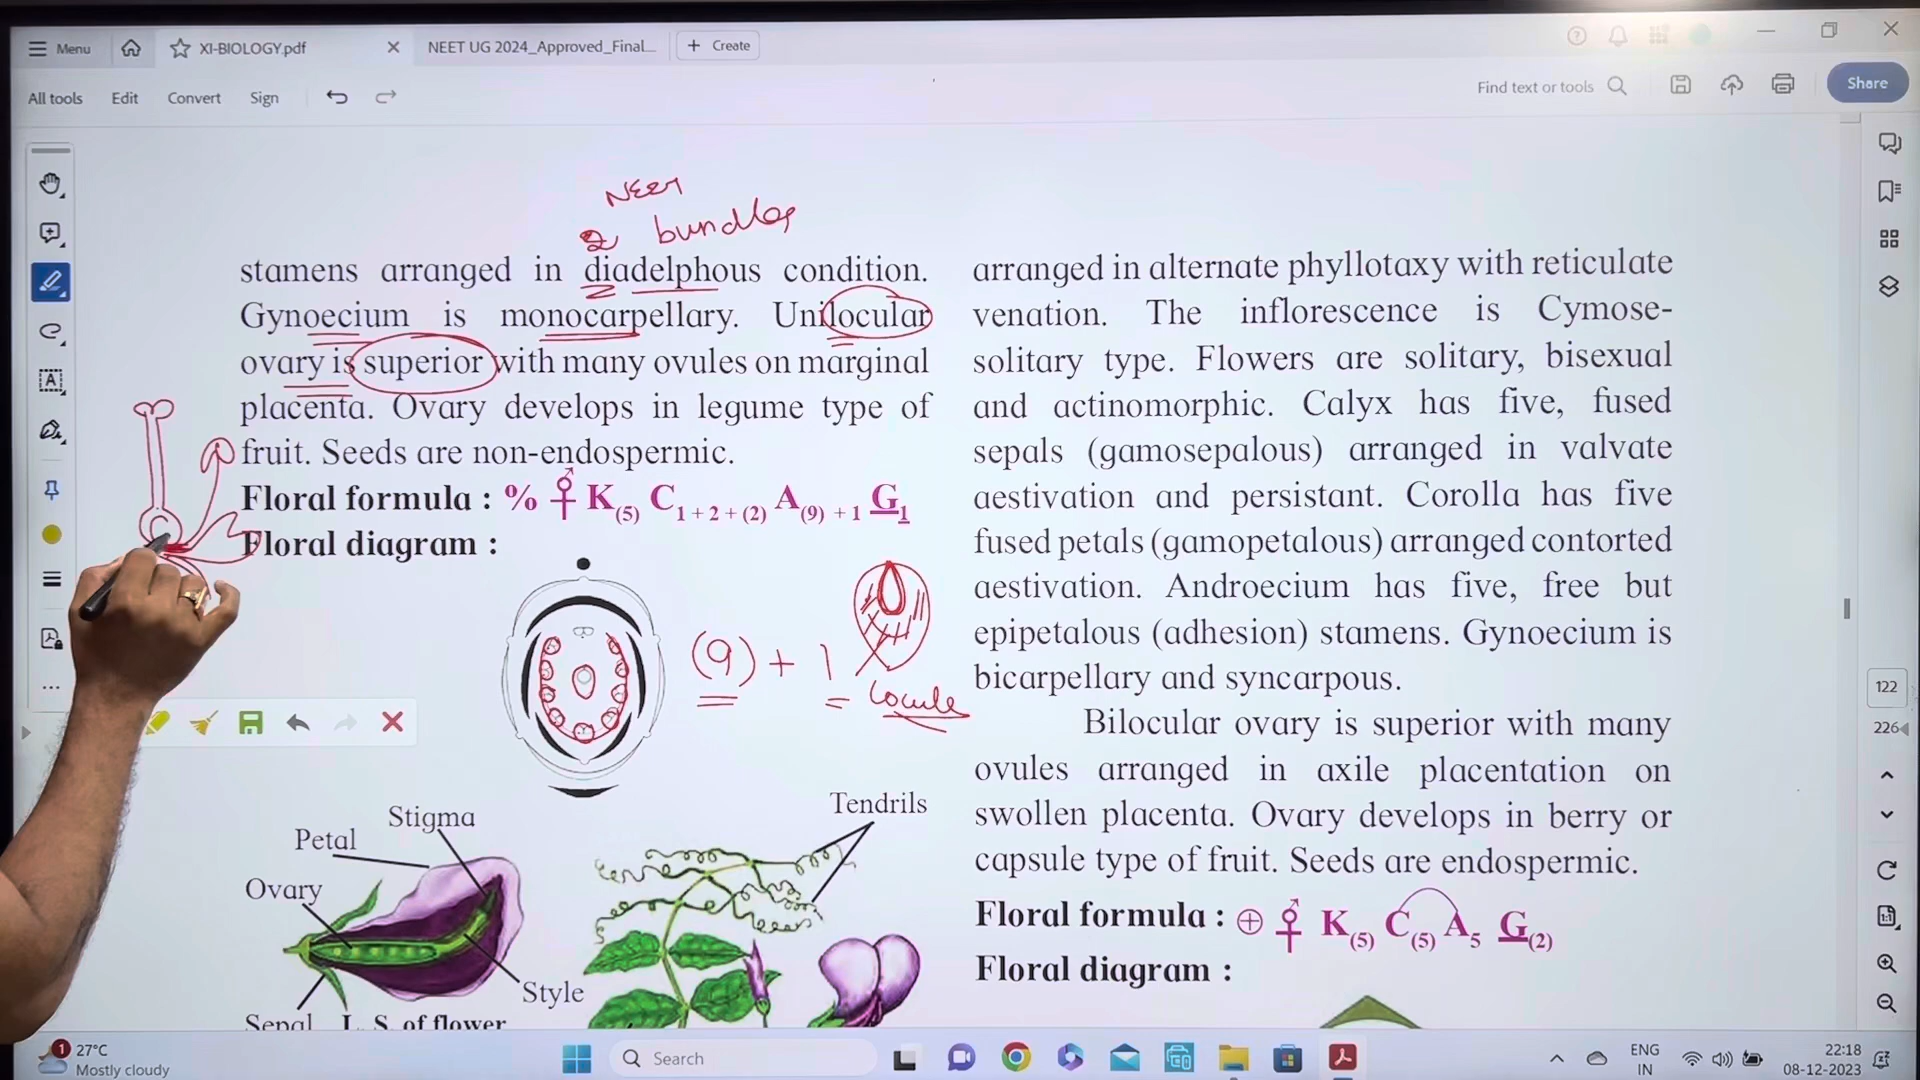 Menu
XI-BIOLOGY.pdf
NEET UG 2024_Approved_Final...
+ Create
All tools
Edit
Convert
Sign
Find text or tools
Share
NEET
2 bundles
stamens arranged in diadelphous condition.
Gynoecium is monocarpellary. Unilocular
ovary is superior with many ovules on marginal
placenta. Ovary develops in legume type of
fruit. Seeds are non-endospermic.
Floral formula : % ⚥ K(5) C1 + 2 + (2) A(9) + 1 G1
Floral diagram :
(9) + 1
Locule
Tendrils
Stigma
Petal
Ovary
Style
Sepal L. S. of flower
arranged in alternate phyllotaxy with reticulate
venation. The inflorescence is Cymose-
solitary type. Flowers are solitary, bisexual
and actinomorphic. Calyx has five, fused
sepals (gamosepalous) arranged in valvate
aestivation and persistant. Corolla has five
fused petals (gamopetalous) arranged contorted
aestivation. Androecium has five, free but
epipetalous (adhesion) stamens. Gynoecium is
bicarpellary and syncarpous.
Bilocular ovary is superior with many
ovules arranged in axile placentation on
swollen placenta. Ovary develops in berry or
capsule type of fruit. Seeds are endospermic.
Floral formula : ⊕ ⚥ K(5) C(5) A5 G(2)
Floral diagram :
122
226
1
27°C
Mostly cloudy
Search
ENG
IN
22:18
08-12-2023